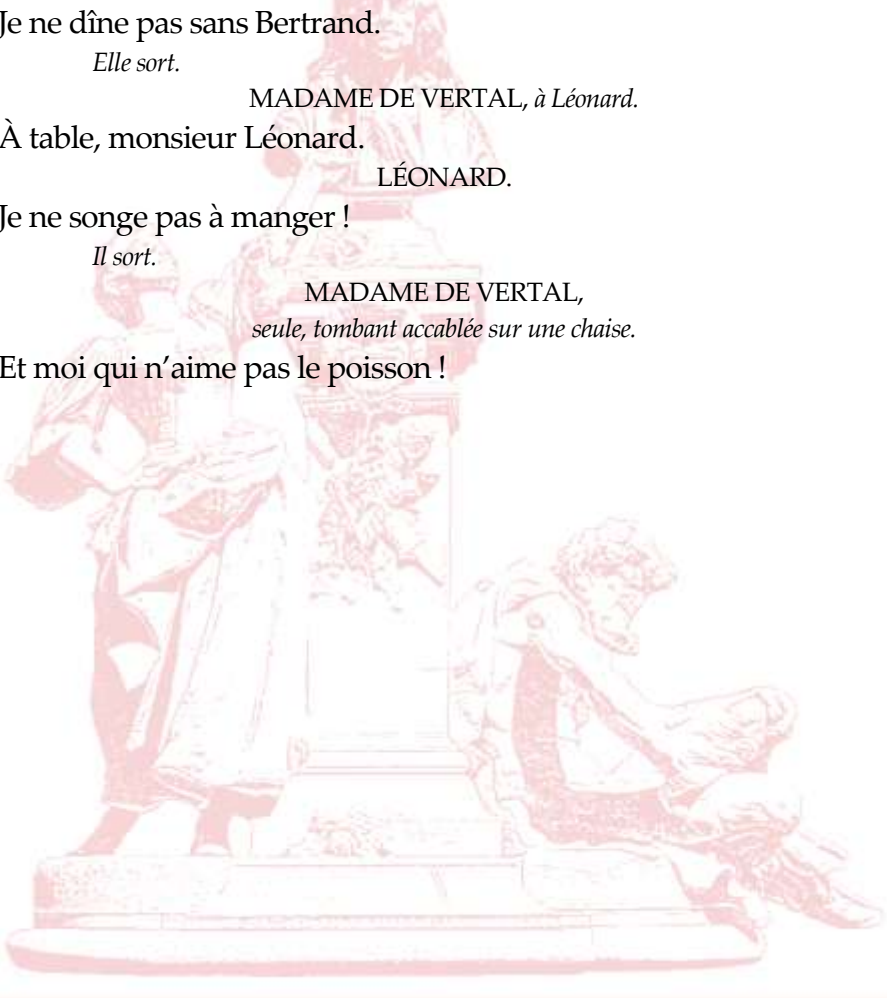 Je ne dîne pas sans Bertrand.
Elle sort.
MADAME DE VERTAL, à Léonard.
À table, monsieur Léonard.
LÉONARD.
Je ne songe pas à manger !
Il sort.
MADAME DE VERTAL,
seule, tombant accablée sur une chaise.
Et moi qui n’aime pas le poisson !